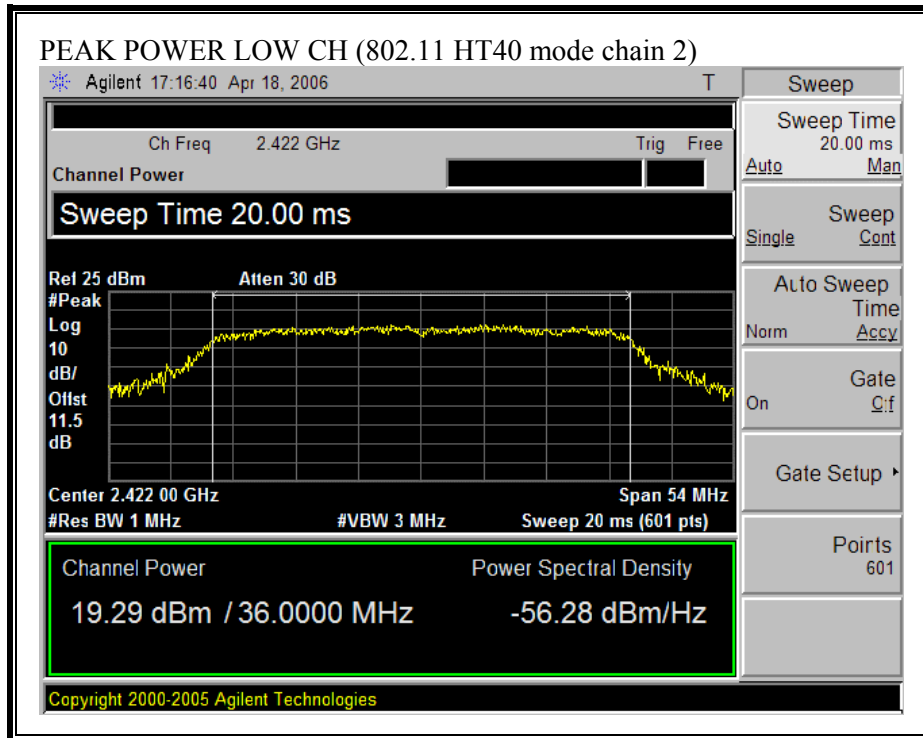 PEAK POWER LOW CH (802.11 HT40 mode chain 2)
Agilent 17:16:40 Apr 18, 2006 T
Ch Freq 2.422 GHz Trig Free
Channel Power
Sweep Time 20.00 ms
Ref 25 dBm Atten 30 dB
#Peak
Log
10
dB/
Offst
11.5
dB
Center 2.422 00 GHz Span 54 MHz
#Res BW 1 MHz #VBW 3 MHz Sweep 20 ms (601 pts)
Channel Power Power Spectral Density
19.29 dBm / 36.0000 MHz -56.28 dBm/Hz
Copyright 2000-2005 Agilent Technologies
Sweep
Sweep Time
20.00 ms
Auto Man
Sweep
Single Cont
Auto Sweep
Time
Norm Accy
Gate
On Off
Gate Setup
Points
601